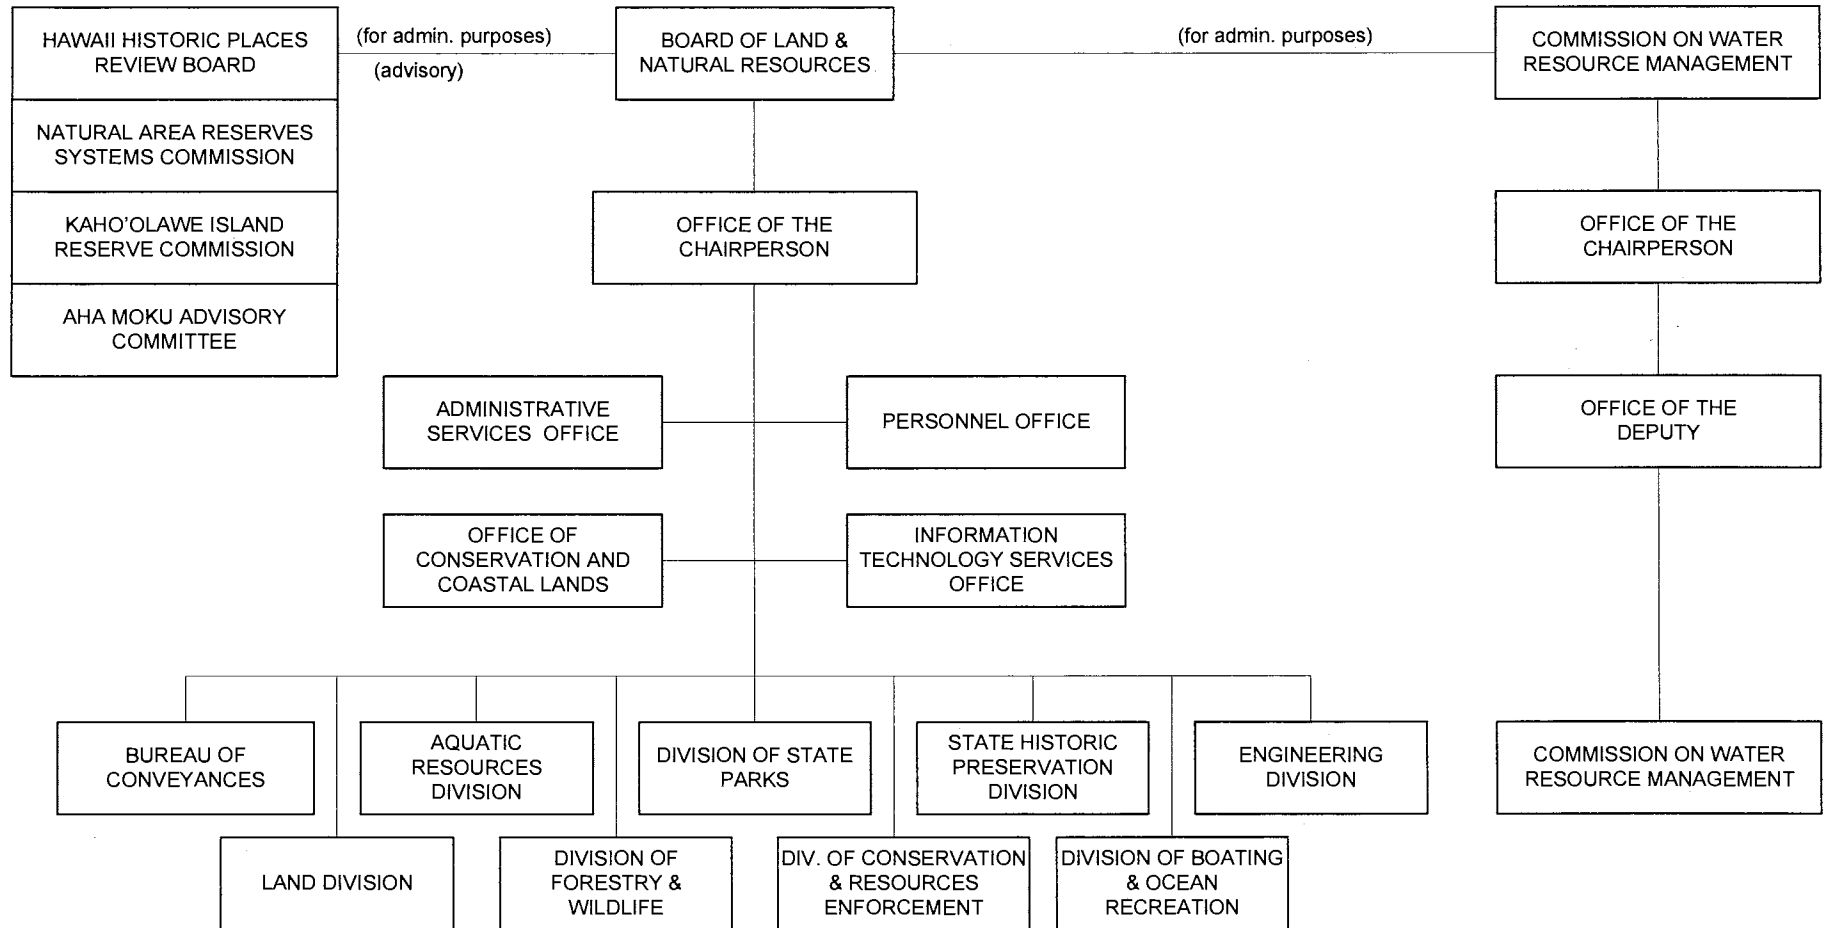 HAWAII HISTORIC PLACES
REVIEW BOARD
(for admin. purposes)
(advisory)
BOARD OF LAND &
NATURAL RESOURCES
(for admin. purposes)
COMMISSION ON WATER
RESOURCE MANAGEMENT
NATURAL AREA RESERVES
SYSTEMS COMMISSION
KAHO'OLAWE ISLAND
RESERVE COMMISSION
AHA MOKU ADVISORY
COMMITTEE
OFFICE OF THE
CHAIRPERSON
OFFICE OF THE
CHAIRPERSON
ADMINISTRATIVE
SERVICES OFFICE
PERSONNEL OFFICE
OFFICE OF THE
DEPUTY
OFFICE OF
CONSERVATION AND
COASTAL LANDS
INFORMATION
TECHNOLOGY SERVICES
OFFICE
BUREAU OF
CONVEYANCES
AQUATIC
RESOURCES
DIVISION
DIVISION OF STATE
PARKS
STATE HISTORIC
PRESERVATION
DIVISION
ENGINEERING
DIVISION
COMMISSION ON WATER
RESOURCE MANAGEMENT
LAND DIVISION
DIVISION OF
FORESTRY &
WILDLIFE
DIV. OF CONSERVATION
& RESOURCES
ENFORCEMENT
DIVISION OF BOATING
& OCEAN
RECREATION